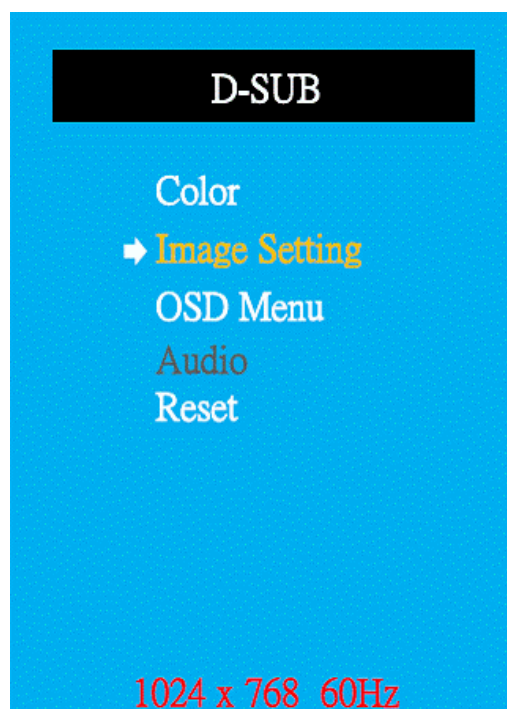 D-SUB
Color
Image Setting
OSD Menu
Audio
Reset
1024 x 768 60Hz